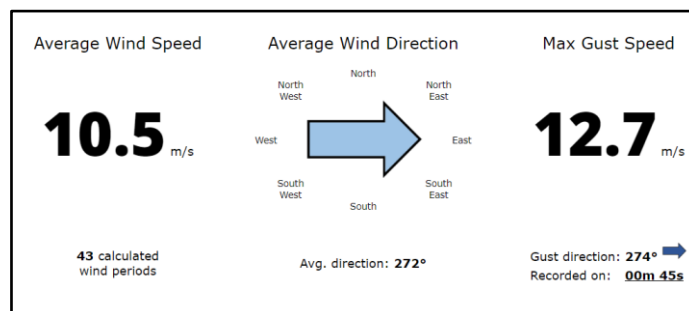 Average Wind Speed
10.5 m/s
43 calculated
wind periods
Average Wind Direction
North
North
West
North
East
West
East
South
West
South
East
South
Avg. direction: 272°
Max Gust Speed
12.7 m/s
Gust direction: 274°
Recorded on: 00m 45s